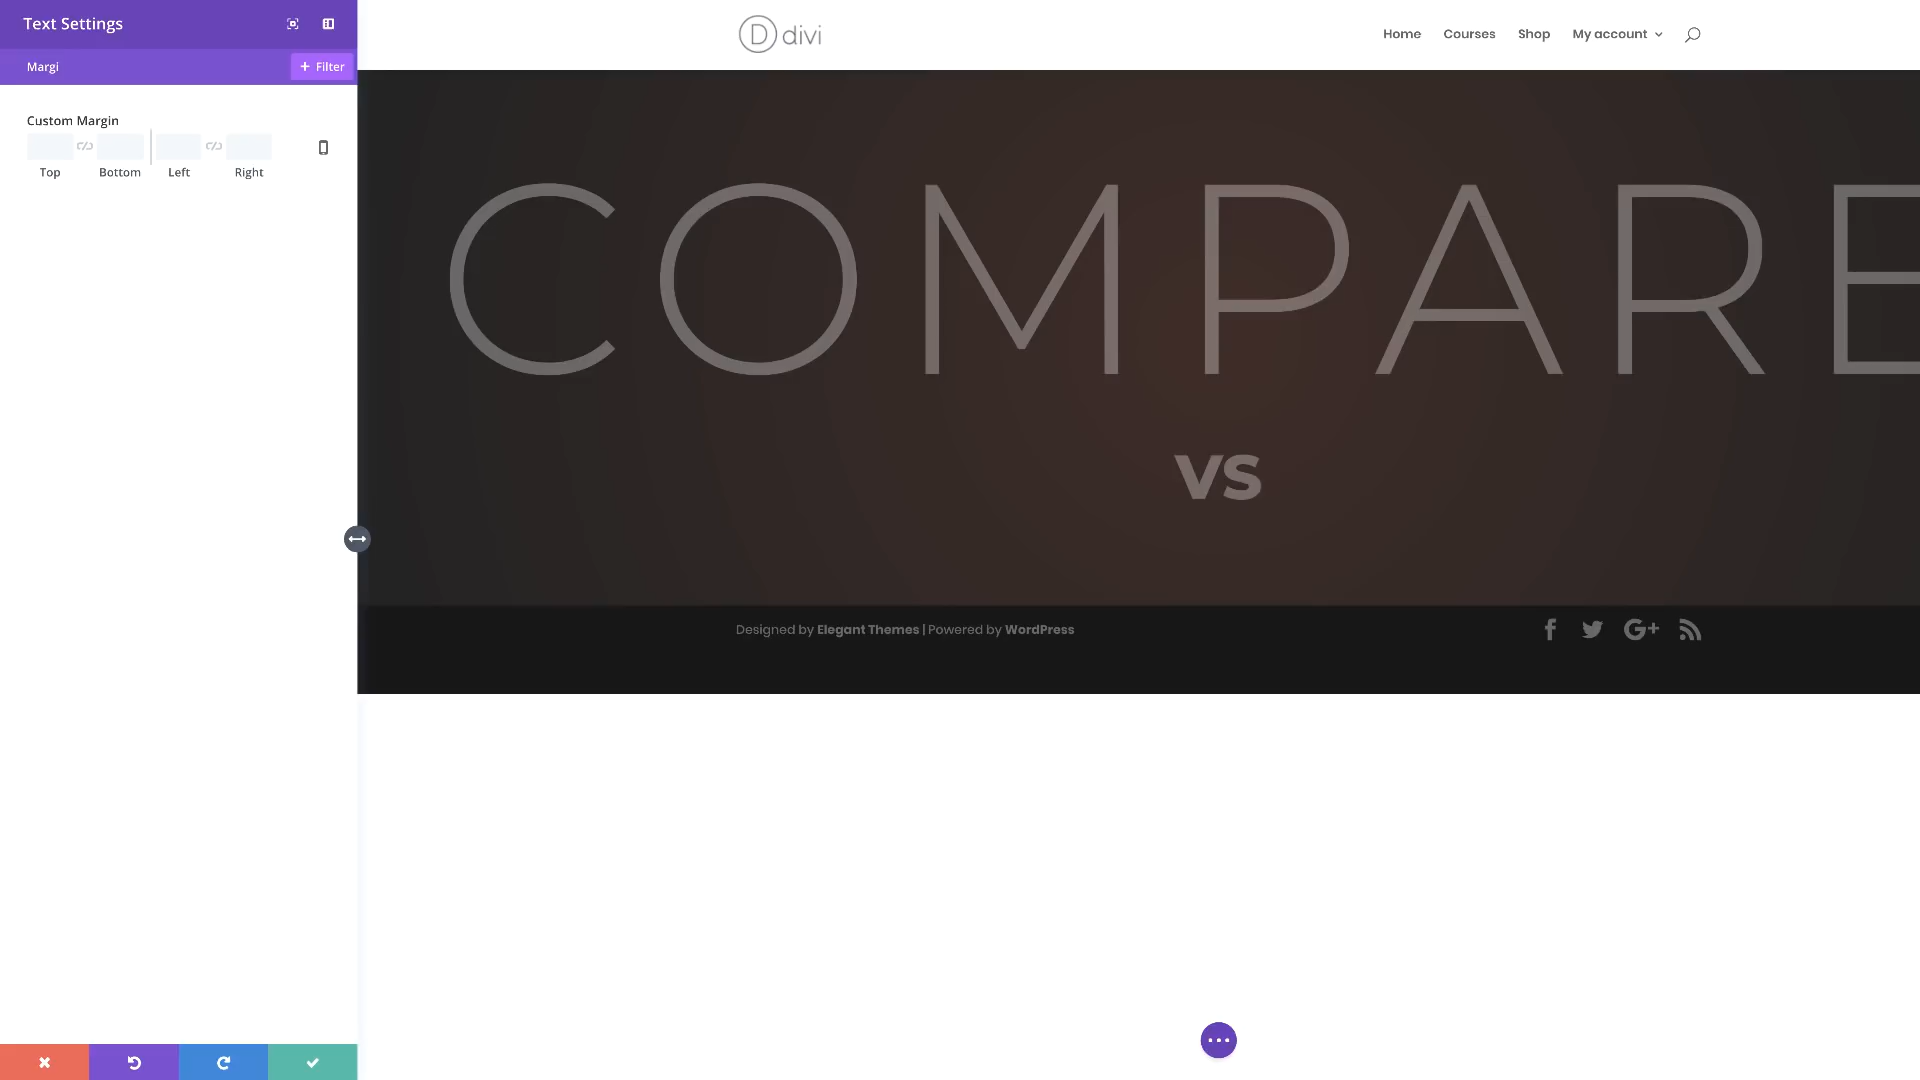 Text Settings
Margi
+ Filter
Custom Margin
Top
Bottom
Left
Right
D divi
Home
Courses
Shop
My account
COMPARE
VS
Designed by Elegant Themes | Powered by WordPress